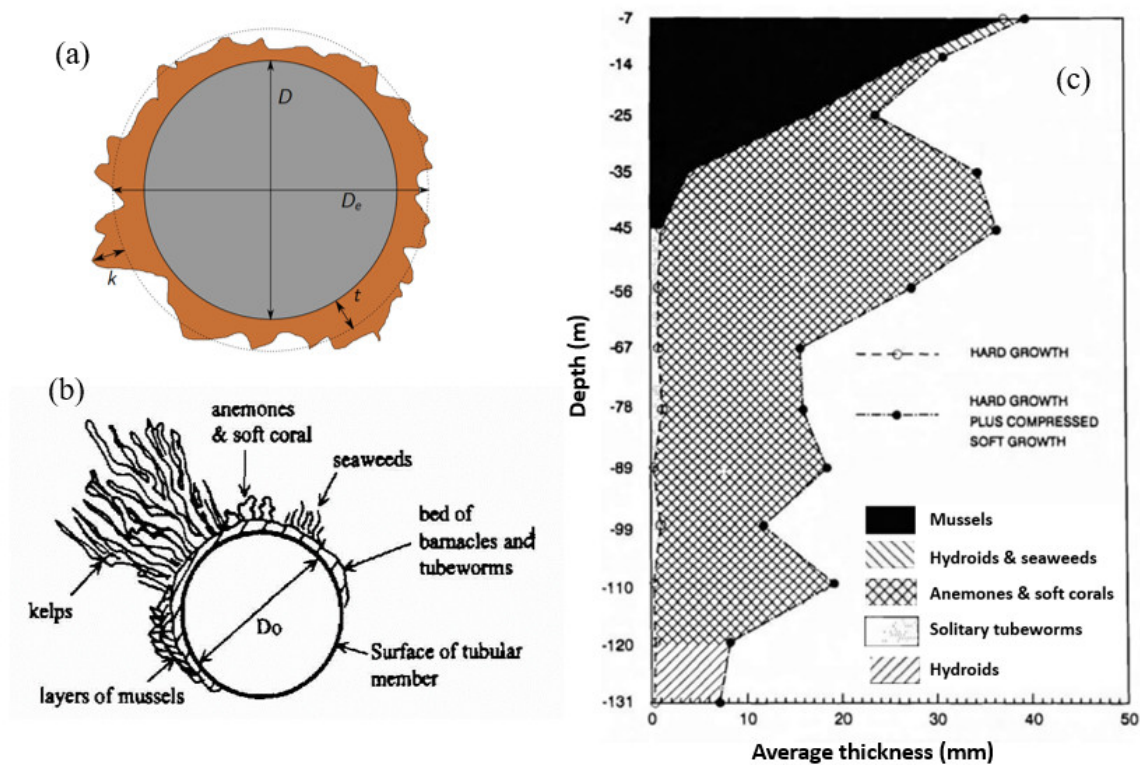 (a)
D
Dₑ
k
t
(b)
anemones
& soft coral
seaweeds
bed of
barnacles and
tubeworms
kelps
Do
Surface of tubular
member
layers of mussels
(c)
Depth (m)
-7
-14
-25
-35
-45
-56
-67
-78
-89
-99
-110
-120
-131
HARD GROWTH
HARD GROWTH
PLUS COMPRESSED
SOFT GROWTH
Mussels
Hydroids & seaweeds
Anemones & soft corals
Solitary tubeworms
Hydroids
0
10
20
30
40
50
Average thickness (mm)